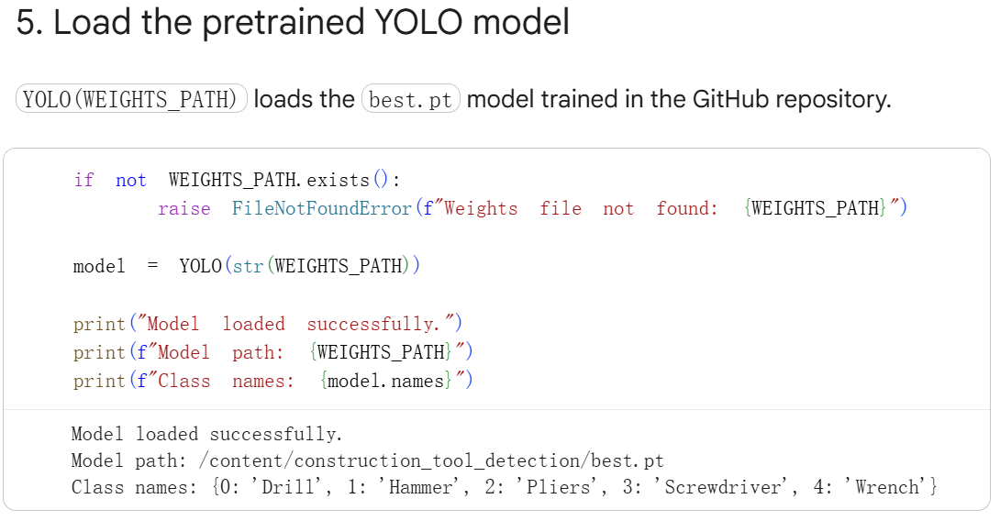 5. Load the pretrained YOLO model
YOLO(WEIGHTS_PATH) loads the best.pt model trained in the GitHub repository.
if not WEIGHTS_PATH.exists():
    raise FileNotFoundError(f"Weights file not found: {WEIGHTS_PATH}")
model = YOLO(str(WEIGHTS_PATH))
print("Model loaded successfully.")
print(f"Model path: {WEIGHTS_PATH}")
print(f"Class names: {model.names}")
Model loaded successfully.
Model path: /content/construction_tool_detection/best.pt
Class names: {0: 'Drill', 1: 'Hammer', 2: 'Pliers', 3: 'Screwdriver', 4: 'Wrench'}